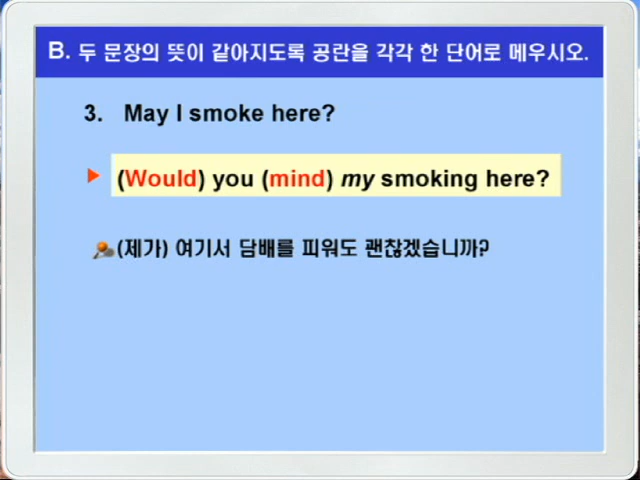 B. 두 문장의 뜻이 같아지도록 공란을 각각 한 단어로 메우시오.
3. May I smoke here?
(Would) you (mind) my smoking here?
(제가) 여기서 담배를 피워도 괜찮겠습니까?